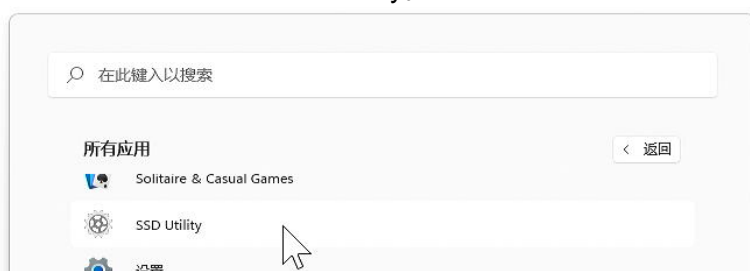 在此键入以搜索
所有应用
< 返回
Solitaire & Casual Games
SSD Utility
设置